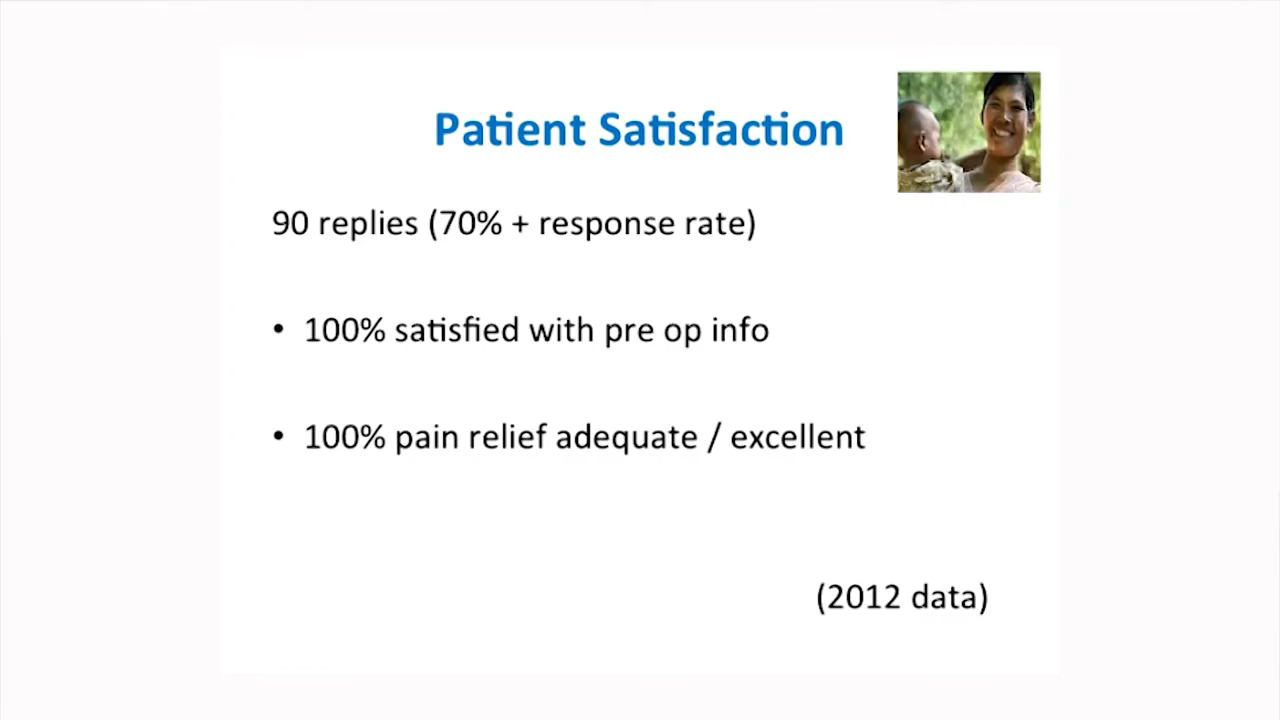 Patient Satisfaction
90 replies (70% + response rate)
• 100% satisfied with pre op info
• 100% pain relief adequate / excellent
(2012 data)